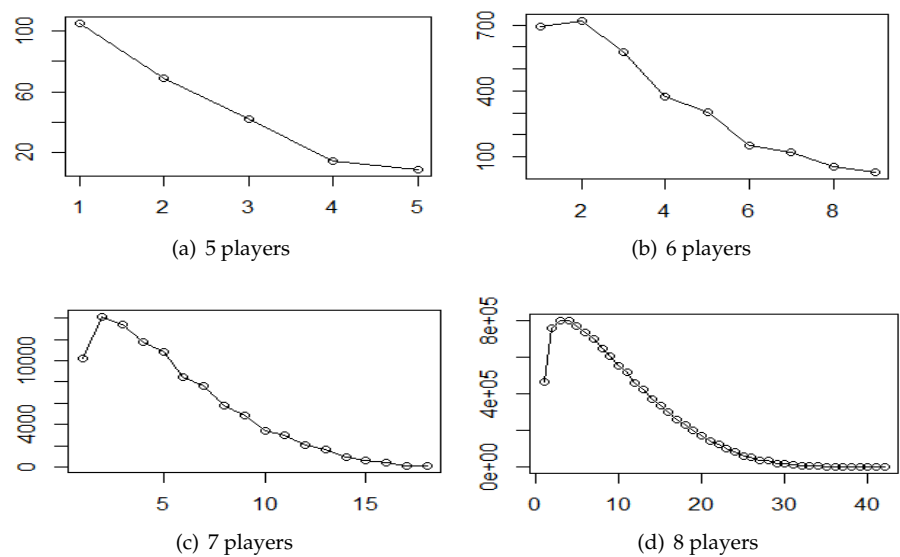 100
60
20
1 2 3 4 5
(a) 5 players
700
400
100
2 4 6 8
(b) 6 players
10000
4000
0
5 10 15
(c) 7 players
8e+05
4e+05
0e+00
0 10 20 30 40
(d) 8 players